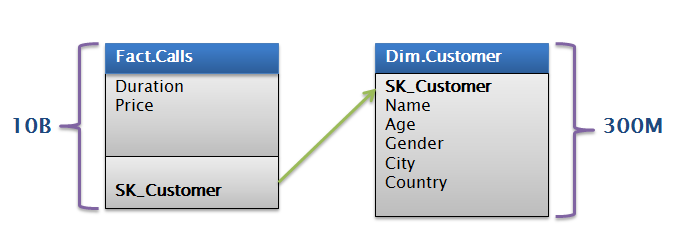 Fact.Calls
Duration
Price
SK_Customer
10B
Dim.Customer
SK_Customer
Name
Age
Gender
City
Country
300M